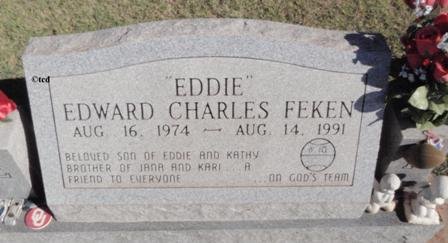 ©tcd
"EDDIE"
EDWARD CHARLES FEKEN
AUG. 16, 1974 — AUG. 14, 1991
BELOVED SON OF EDDIE AND KATHY
BROTHER OF JANA AND KARI . . . A
FRIEND TO EVERYONE . . . ON GOD'S TEAM